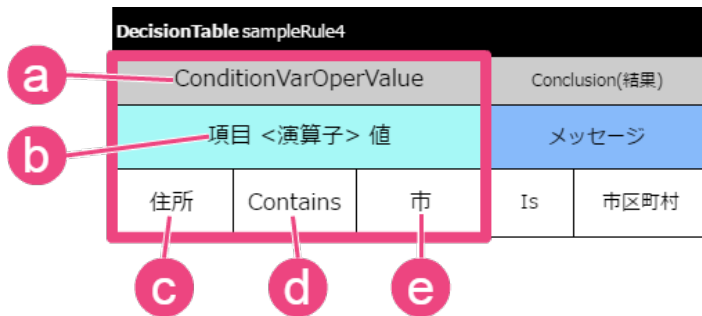 DecisionTable sampleRule4
a ConditionVarOperValue Conclusion(結果)
b 項目 <演算子> 値 メッセージ
住所 Contains 市 Is 市区町村
c d e